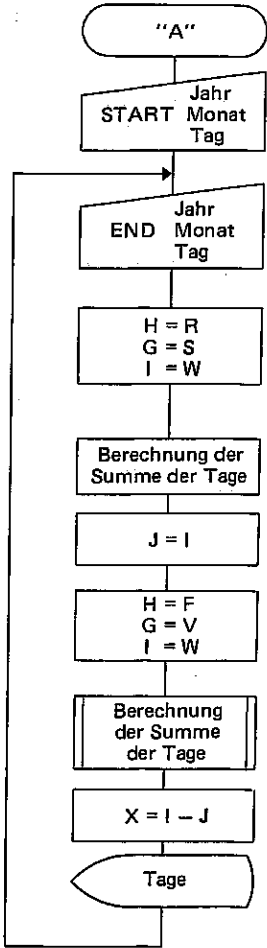 "A"
Jahr
START Monat
Tag
Jahr
END Monat
Tag
H = R
G = S
I = W
Berechnung der
Summe der Tage
J = I
H = F
G = V
I = W
Berechnung
der Summe
der Tage
X = I – J
Tage